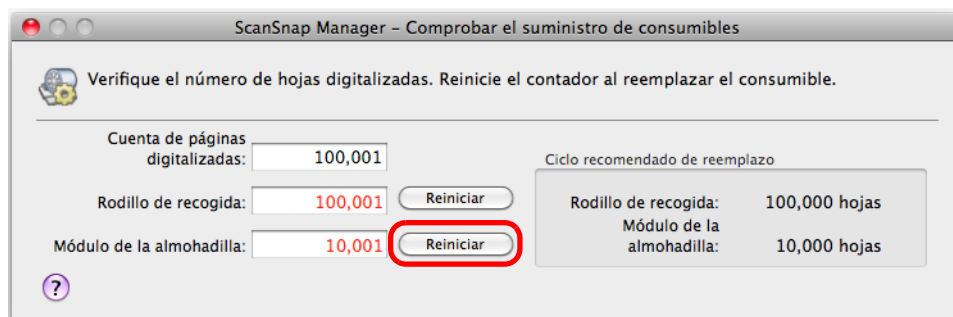 ScanSnap Manager – Comprobar el suministro de consumibles
Verifique el número de hojas digitalizadas. Reinicie el contador al reemplazar el consumible.
Cuenta de páginas
digitalizadas: 100,001
Ciclo recomendado de reemplazo
Rodillo de recogida: 100,001 Reiniciar
Rodillo de recogida: 100,000 hojas
Módulo de la almohadilla: 10,001 Reiniciar
Módulo de la
almohadilla: 10,000 hojas
?